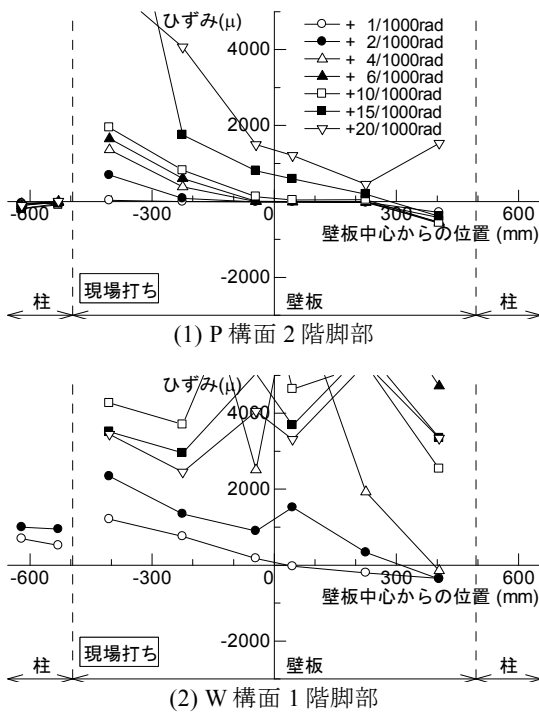 ひずみ(μ)
4000
2000
-2000
+ 1/1000rad
+ 2/1000rad
+ 4/1000rad
+ 6/1000rad
+10/1000rad
+15/1000rad
+20/1000rad
-600 -300 0 300 600
壁板中心からの位置 (mm)
現場打ち
柱 壁板 柱
(1) P 構面 2 階脚部
ひずみ(μ)
4000
2000
-600 -300 0 300 600
壁板中心からの位置 (mm)
-2000
現場打ち
柱 壁板 柱
(2) W 構面 1 階脚部